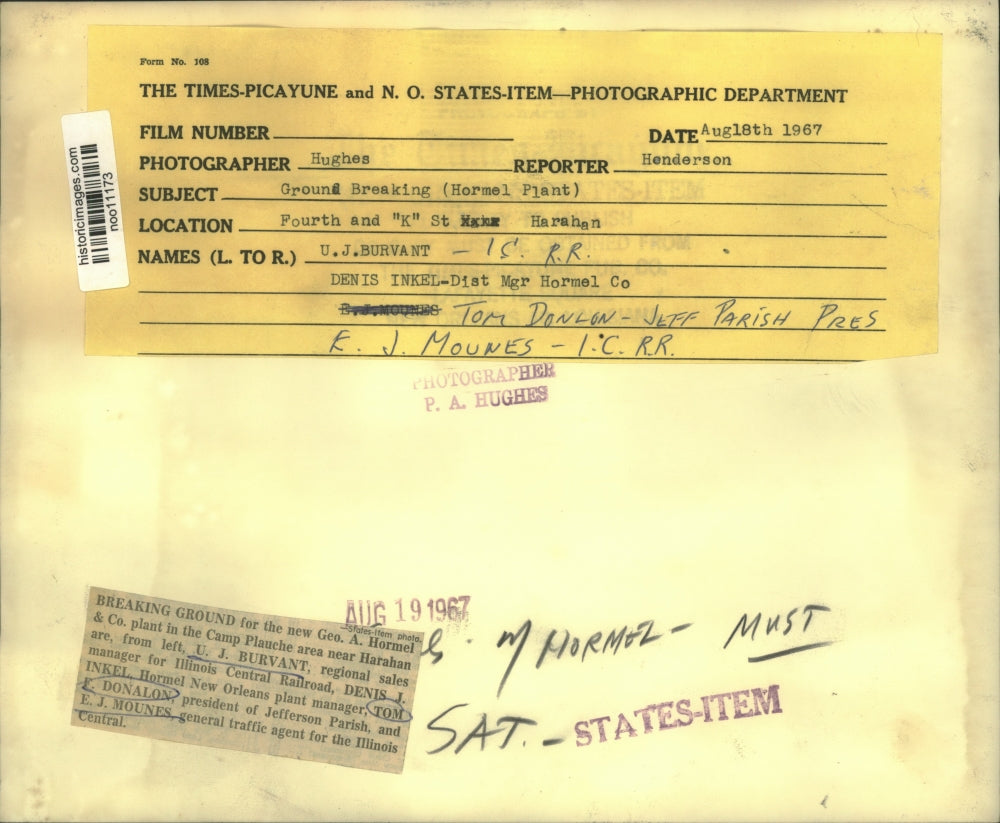 Form No. 108
THE TIMES-PICAYUNE and N. O. STATES-ITEM—PHOTOGRAPHIC DEPARTMENT
FILM NUMBER
DATE Aug18th 1967
PHOTOGRAPHER Hughes REPORTER Henderson
SUBJECT Ground Breaking (Hormel Plant)
LOCATION Fourth and "K" St Harahan
NAMES (L. TO R.) U.J.BURVANT - I C. R.R.
DENIS INKEL-Dist Mgr Hormel Co
E.J.MOUNES TOM DONLON - JEFF PARISH PRES
E. J. MOUNES - I.C. R.R.
historicimages.com
noo11173
PHOTOGRAPHER
P. A. HUGHES
AUG 19 1967
States-Item photo.
BREAKING GROUND for the new Geo. A. Hormel
& Co. plant in the Camp Plauche area near Harahan
are, from left, U. J. BURVANT, regional sales
manager for Illinois Central Railroad, DENIS J.
INKEL, Hormel New Orleans plant manager, TOM
E. DONALON, president of Jefferson Parish, and
E. J. MOUNES, general traffic agent for the Illinois
Central.
HORMEL - MUST
SAT. - STATES-ITEM